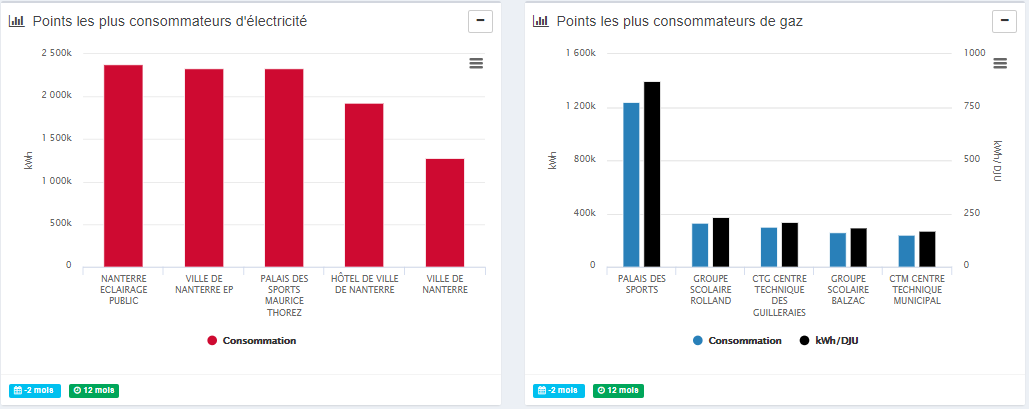 Points les plus consommateurs d'électricité
2 500k
2 000k
1 500k
1 000k
500k
0
kWh
NANTERRE
ECLAIRAGE
PUBLIC
VILLE DE
NANTERRE EP
PALAIS DES
SPORTS
MAURICE
THOREZ
HÔTEL DE VILLE
DE NANTERRE
VILLE DE
NANTERRE
Consommation
-2 mois
12 mois
Points les plus consommateurs de gaz
1 600k
1 200k
800k
400k
0
kWh
1000
750
500
250
0
kWh/DJU
PALAIS DES
SPORTS
GROUPE
SCOLAIRE
ROLLAND
CTG CENTRE
TECHNIQUE
DES
GUILLERAIES
GROUPE
SCOLAIRE
BALZAC
CTM CENTRE
TECHNIQUE
MUNICIPAL
Consommation
kWh/DJU
-2 mois
12 mois